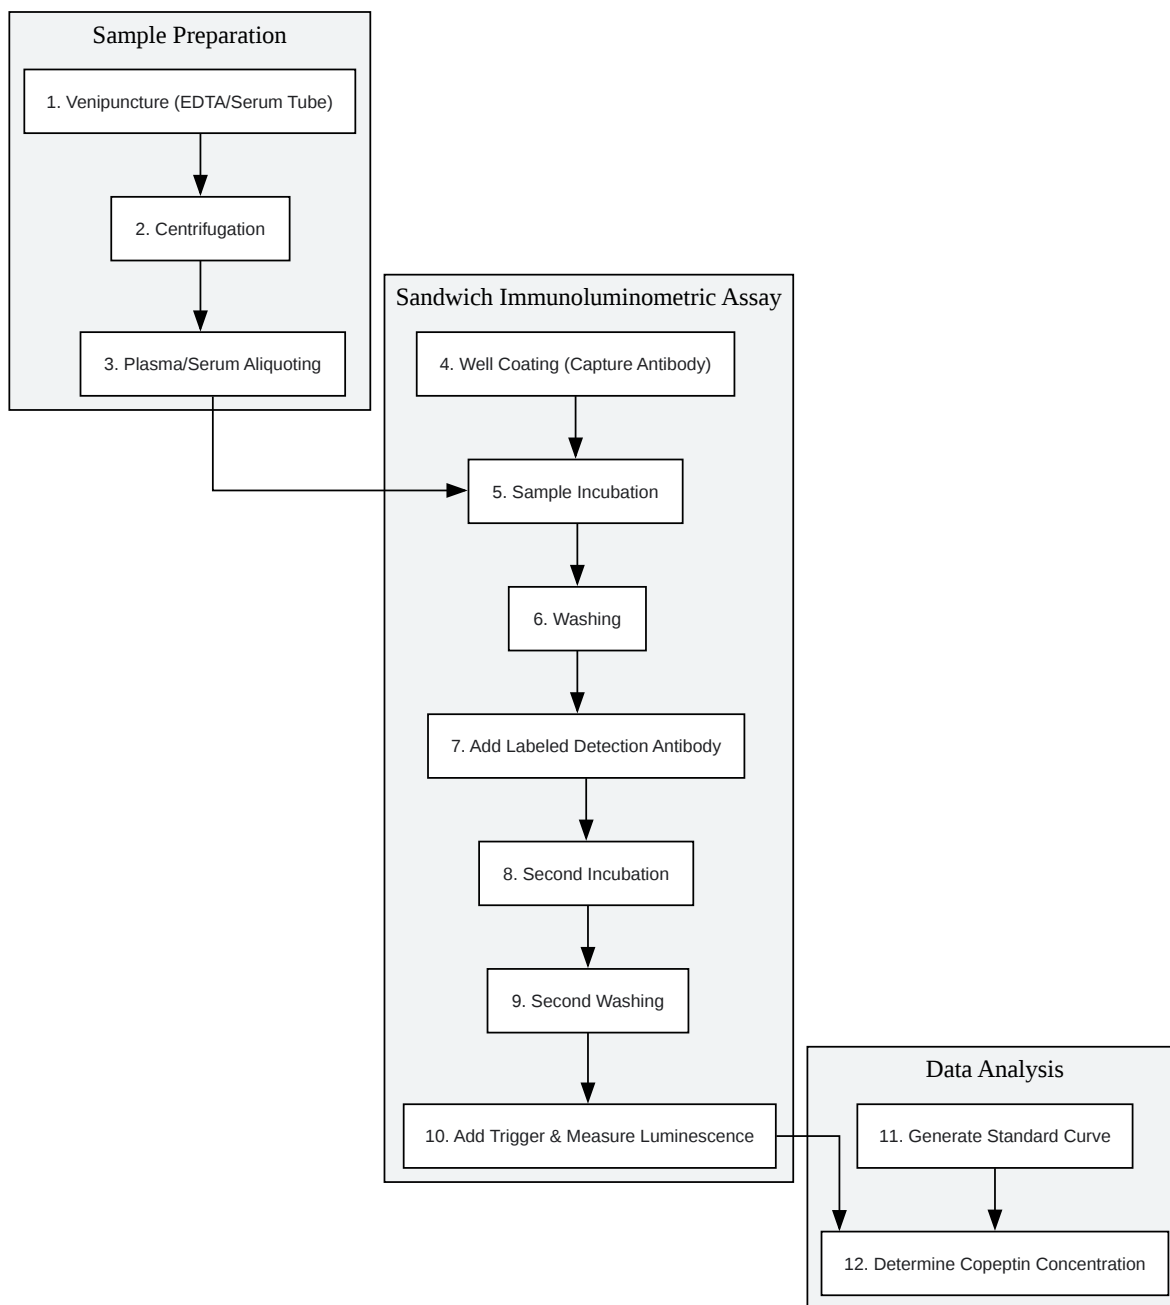 Sample Preparation
1. Venipuncture (EDTA/Serum Tube)
2. Centrifugation
3. Plasma/Serum Aliquoting
Sandwich Immunoluminometric Assay
4. Well Coating (Capture Antibody)
5. Sample Incubation
6. Washing
7. Add Labeled Detection Antibody
8. Second Incubation
9. Second Washing
10. Add Trigger & Measure Luminescence
Data Analysis
11. Generate Standard Curve
12. Determine Copeptin Concentration